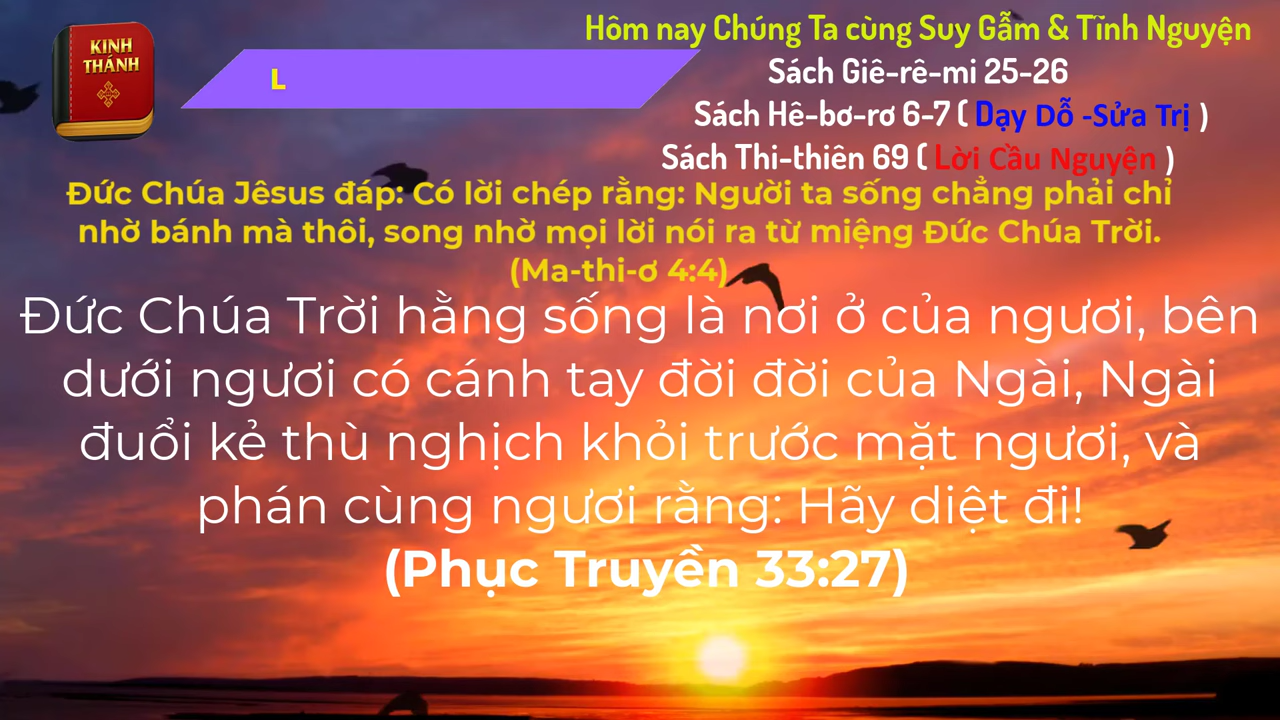 KINH
THÁNH
L
Hôm nay Chúng Ta cùng Suy Gẫm & Tĩnh Nguyện
Sách Giê-rê-mi 25-26
Sách Hê-bơ-rơ 6-7 ( Dạy Dỗ -Sửa Trị )
Sách Thi-thiên 69 ( Lời Cầu Nguyện )
Đức Chúa Jêsus đáp: Có lời chép rằng: Người ta sống chẳng phải chỉ
nhờ bánh mà thôi, song nhờ mọi lời nói ra từ miệng Đức Chúa Trời.
(Ma-thi-ơ 4:4)
Đức Chúa Trời hằng sống là nơi ở của ngươi, bên
dưới ngươi có cánh tay đời đời của Ngài, Ngài
đuổi kẻ thù nghịch khỏi trước mặt ngươi, và
phán cùng ngươi rằng: Hãy diệt đi!
(Phục Truyền 33:27)